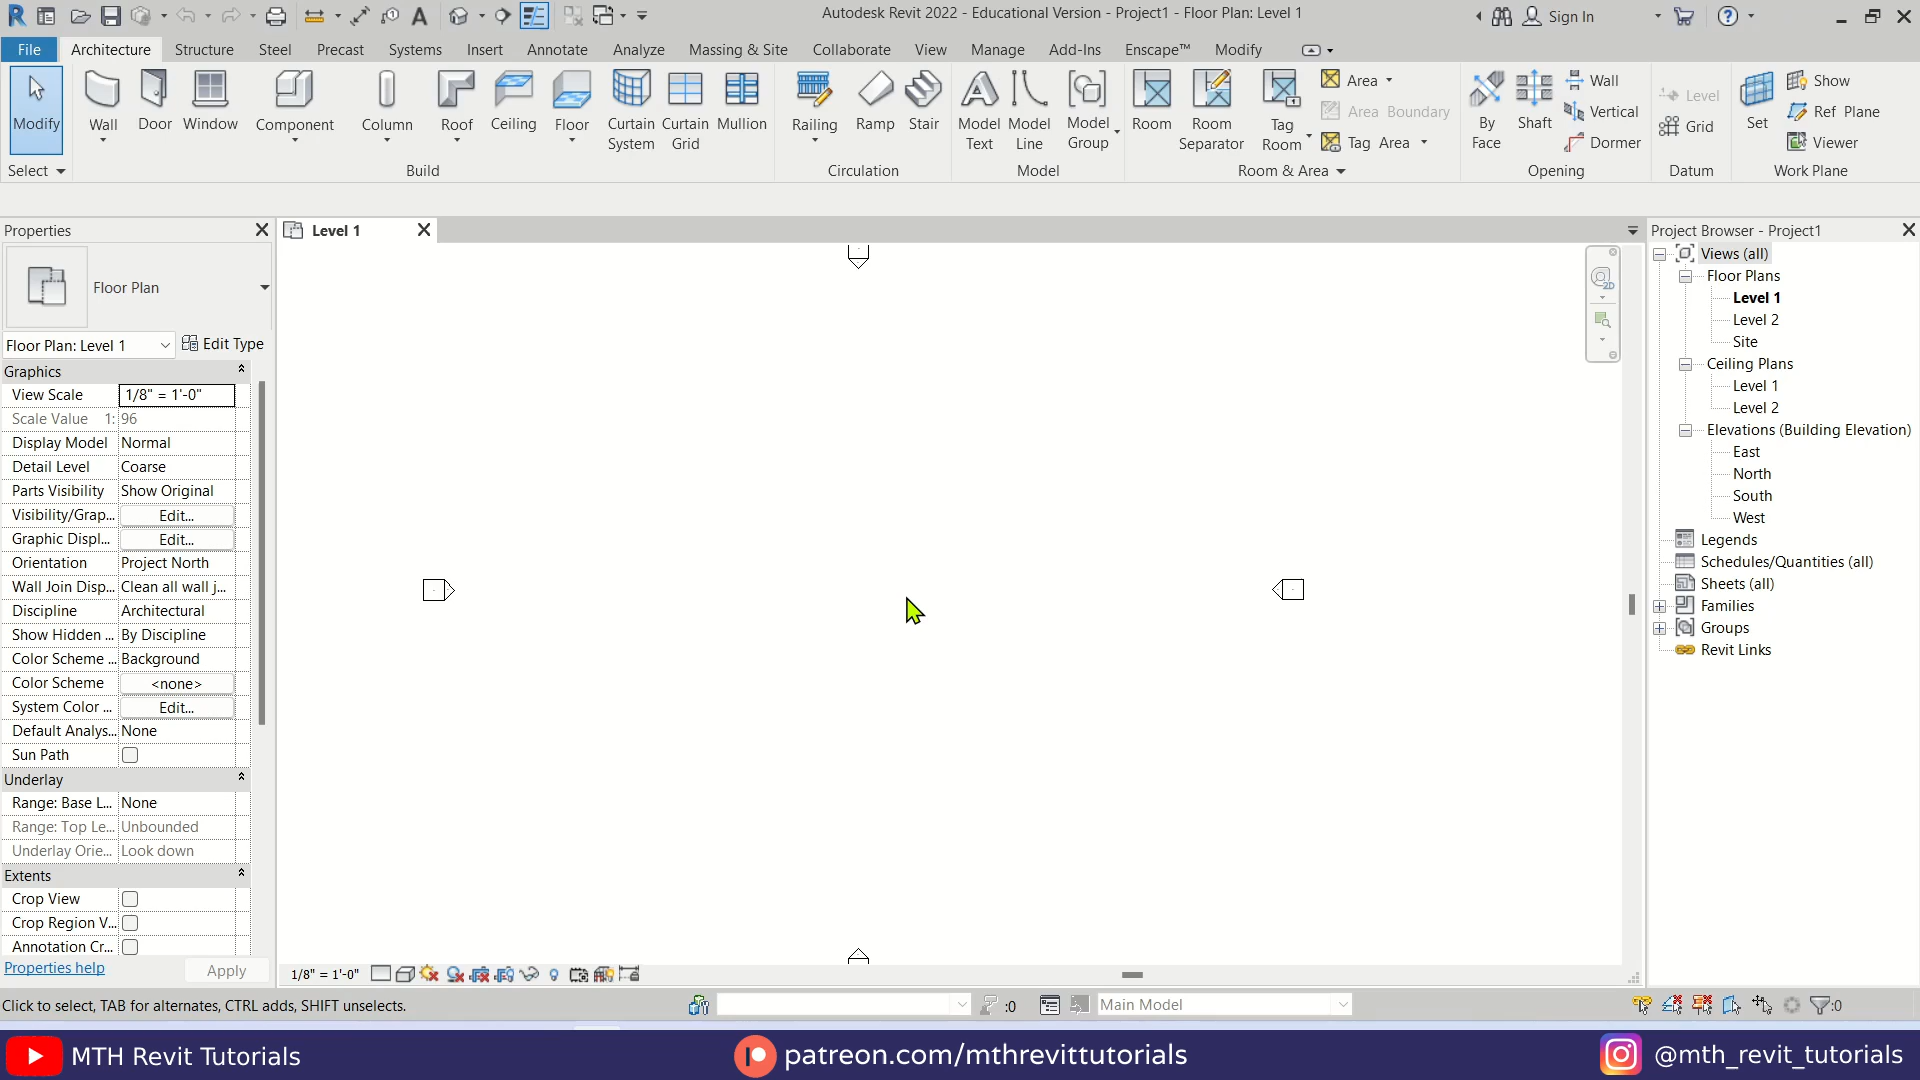 Autodesk Revit 2022 - Educational Version - Project1 - Floor Plan: Level 1
Sign In
File Architecture Structure Steel Precast Systems Insert Annotate Analyze Massing & Site Collaborate View Manage Add-Ins Enscape™ Modify
Modify
Wall
Door
Window
Component
Column
Roof
Ceiling
Floor
Curtain System
Curtain Grid
Mullion
Railing
Ramp
Stair
Model Text
Model Line
Model Group
Room
Room Separator
Tag Room
Area
Area Boundary
Tag Area
By Face
Shaft
Wall
Vertical
Dormer
Level
Grid
Set
Show
Ref Plane
Viewer
Select
Build
Circulation
Model
Room & Area
Opening
Datum
Work Plane
Properties
Floor Plan
Floor Plan: Level 1
Edit Type
Graphics
View Scale 1/8" = 1'-0"
Scale Value 1: 96
Display Model Normal
Detail Level Coarse
Parts Visibility Show Original
Visibility/Grap... Edit...
Graphic Displ... Edit...
Orientation Project North
Wall Join Disp... Clean all wall j...
Discipline Architectural
Show Hidden ... By Discipline
Color Scheme ... Background
Color Scheme <none>
System Color ... Edit...
Default Analys... None
Sun Path
Underlay
Range: Base L... None
Range: Top Le... Unbounded
Underlay Orie... Look down
Extents
Crop View
Crop Region V...
Annotation Cr...
Properties help
Apply
Level 1
2D
1/8" = 1'-0"
Project Browser - Project1
Views (all)
Floor Plans
Level 1
Level 2
Site
Ceiling Plans
Level 1
Level 2
Elevations (Building Elevation)
East
North
South
West
Legends
Schedules/Quantities (all)
Sheets (all)
Families
Groups
Revit Links
Click to select, TAB for alternates, CTRL adds, SHIFT unselects.
:0
Main Model
:0
MTH Revit Tutorials
patreon.com/mthrevittutorials
@mth_revit_tutorials